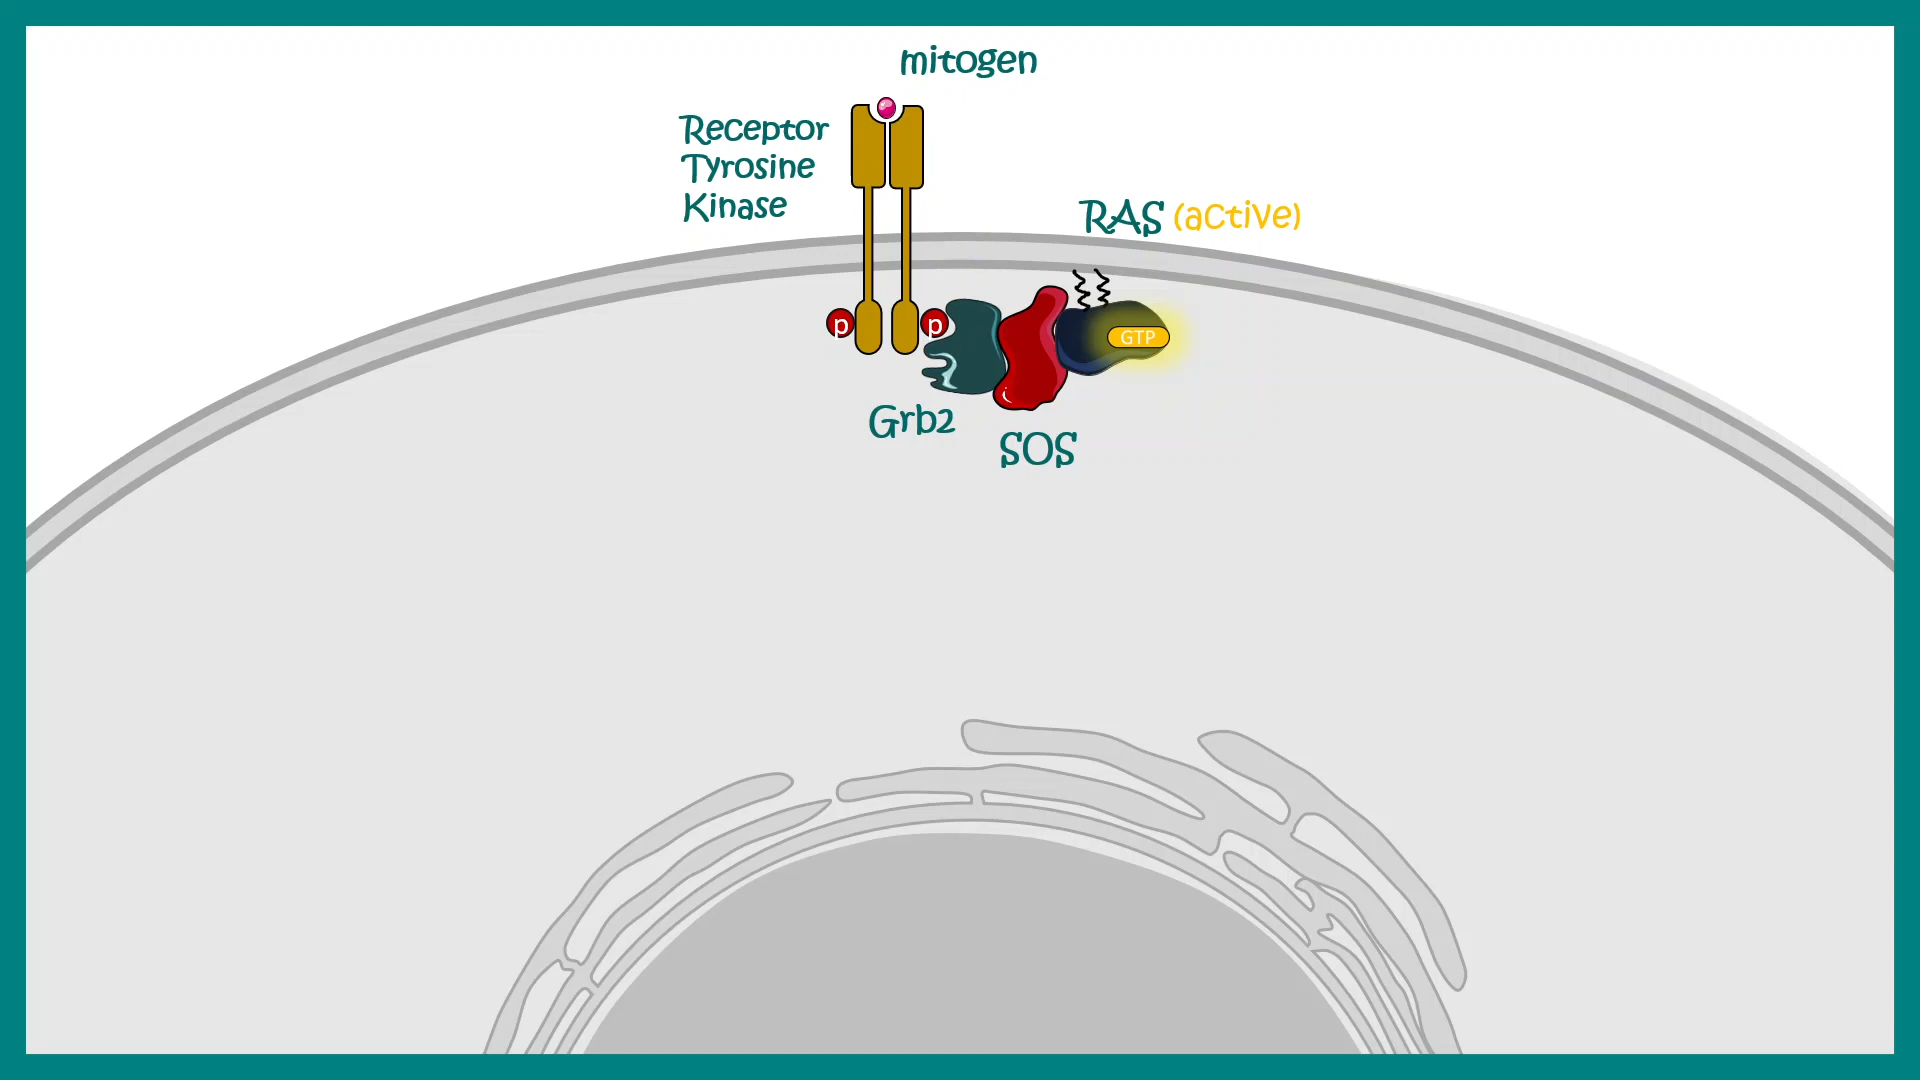 mitogen
Receptor
Tyrosine
Kinase
RAS (active)
p
p
GTP
Grb2
SOS